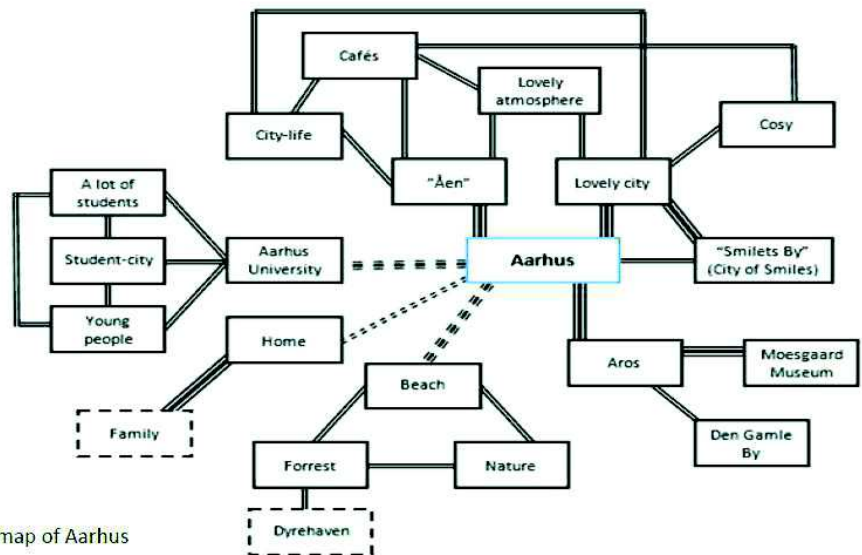 Cafés
Lovely
atmosphere
Cosy
City-life
"Åen"
Lovely city
A lot of
students
Student-city
Aarhus
University
Aarhus
"Smilets By"
(City of Smiles)
Young
people
Home
Beach
Aros
Moesgaard
Museum
Family
Forrest
Nature
Den Gamle
By
Dyrehaven
map of Aarhus